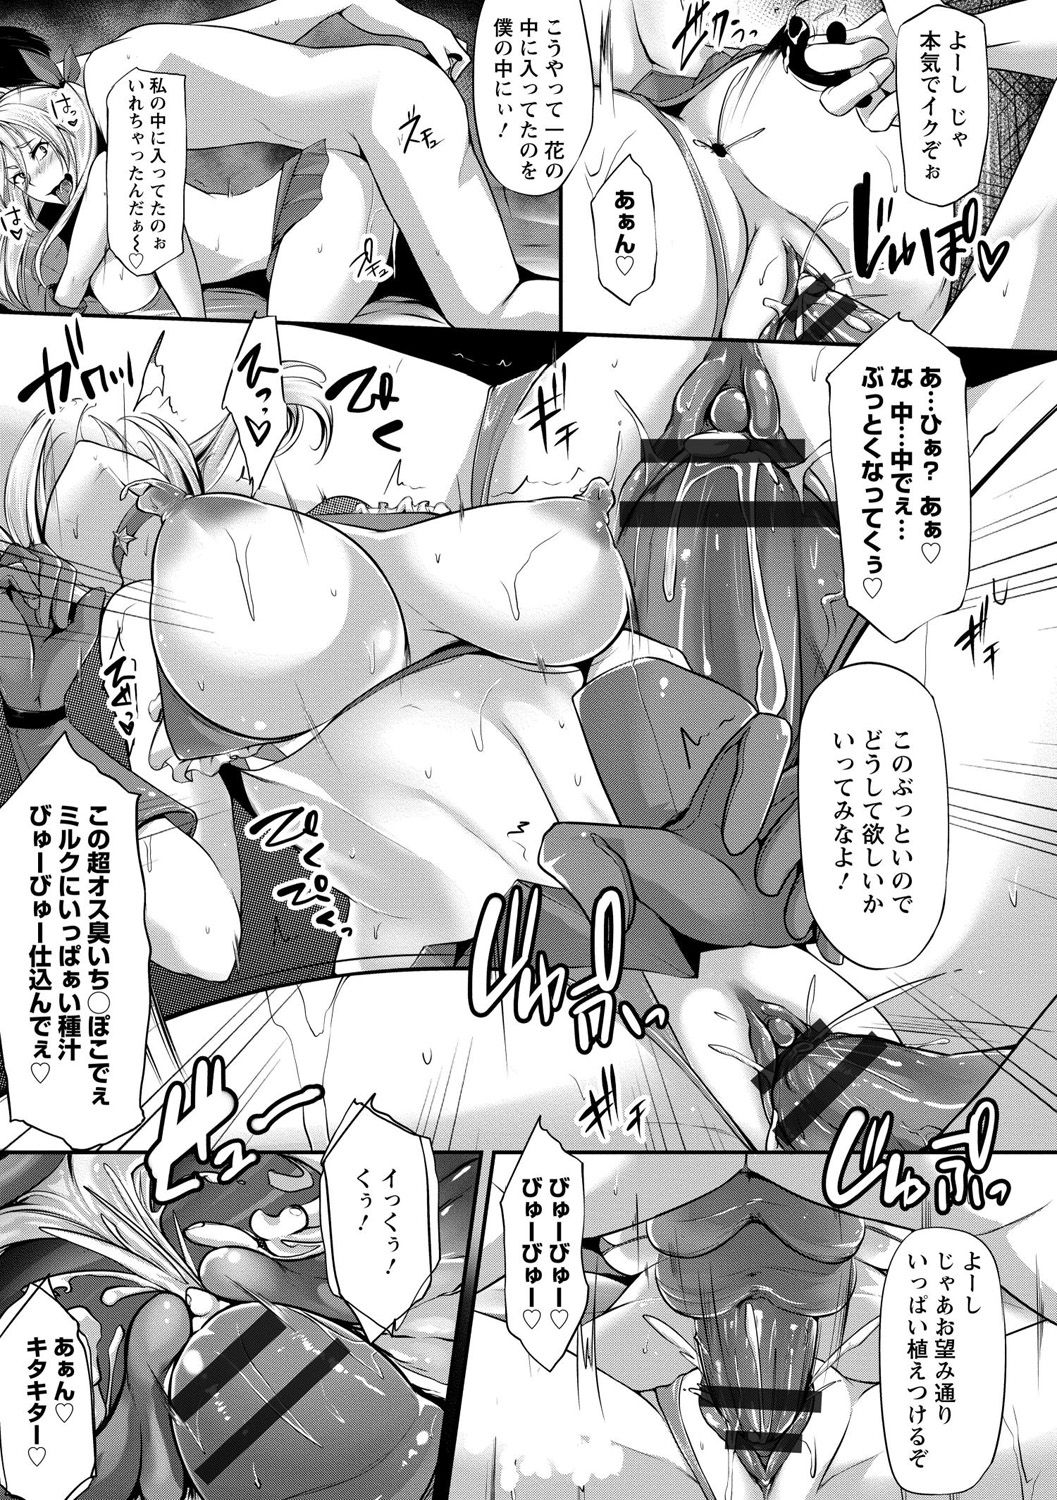 よーし じゃ
本気でイクぞぉ
あぁん♡
じゅぽ♡
こうやって一花の
中に入ってたのを
僕の中にぃ！
私の中に入ってたのぉ
いれちゃったんだぁ～♡
はっ♡
はっ♡
あ…ひぁ？ あぁ♡
な 中…中でぇ…
ぶっとくなってくぅ♡
このぶっといので
どうして欲しいか
いってみなよ！
ギチ
ギチ
ガクッ
ひっ♡
ぴゅく
ぴく
ぴく
この超オス臭いち○ぽこでぇ
ミルクにいっぱぁい種汁
びゅーびゅー仕込んでぇ♡
じゅぷっ
よーし
じゃあお望み通り
いっぱい植えつけるぞ
びゅーびゅー♡
びゅーびゅー♡
イっくぅ！
くぅ！
あぁん♡
キタキター♡